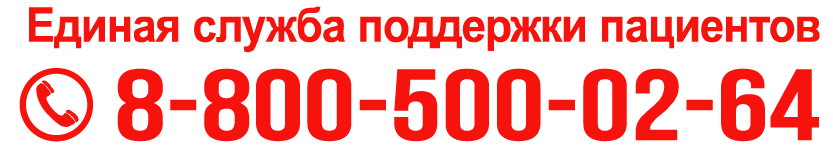 Единая служба поддержки пациентов
8-800-500-02-64